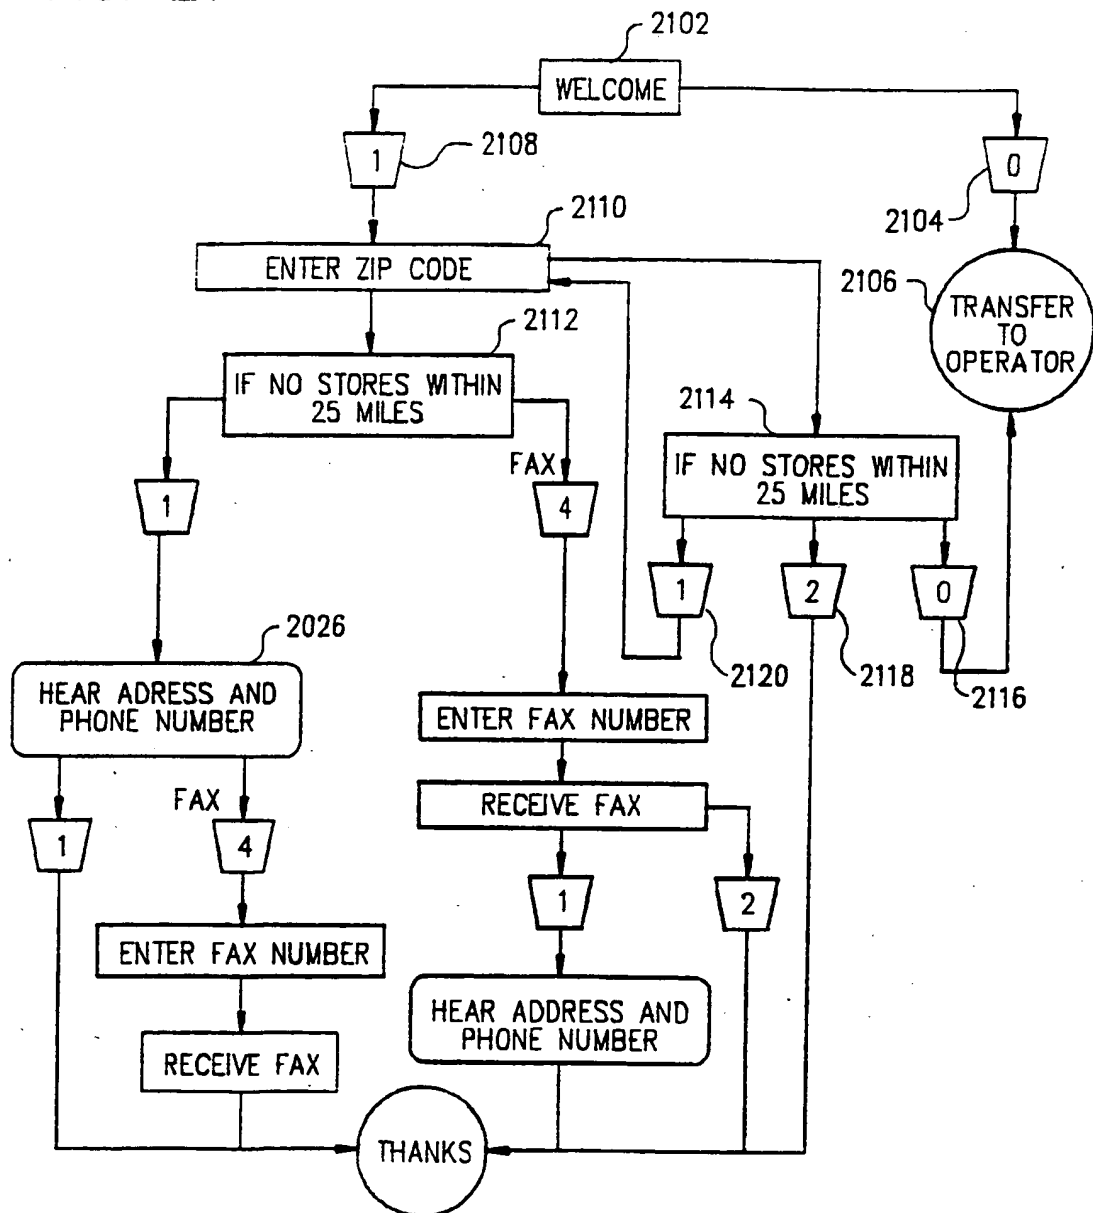 2102
WELCOME
1
2108
0
2104
2110
ENTER ZIP CODE
2106
TRANSFER
TO
OPERATOR
2112
IF NO STORES WITHIN
25 MILES
2114
IF NO STORES WITHIN
25 MILES
1
FAX
4
1
2120
2
2118
0
2116
2026
HEAR ADRESS AND
PHONE NUMBER
ENTER FAX NUMBER
RECEIVE FAX
1
FAX
4
1
2
ENTER FAX NUMBER
HEAR ADDRESS AND
PHONE NUMBER
RECEIVE FAX
THANKS